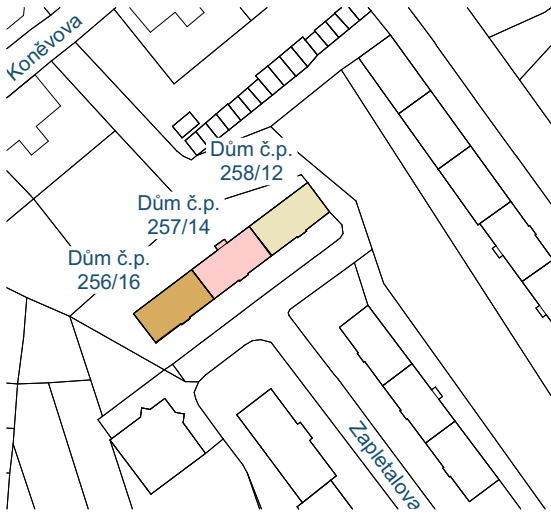 Koněvova
Dům č.p.
258/12
Dům č.p.
257/14
Dům č.p.
256/16
Zapletalova